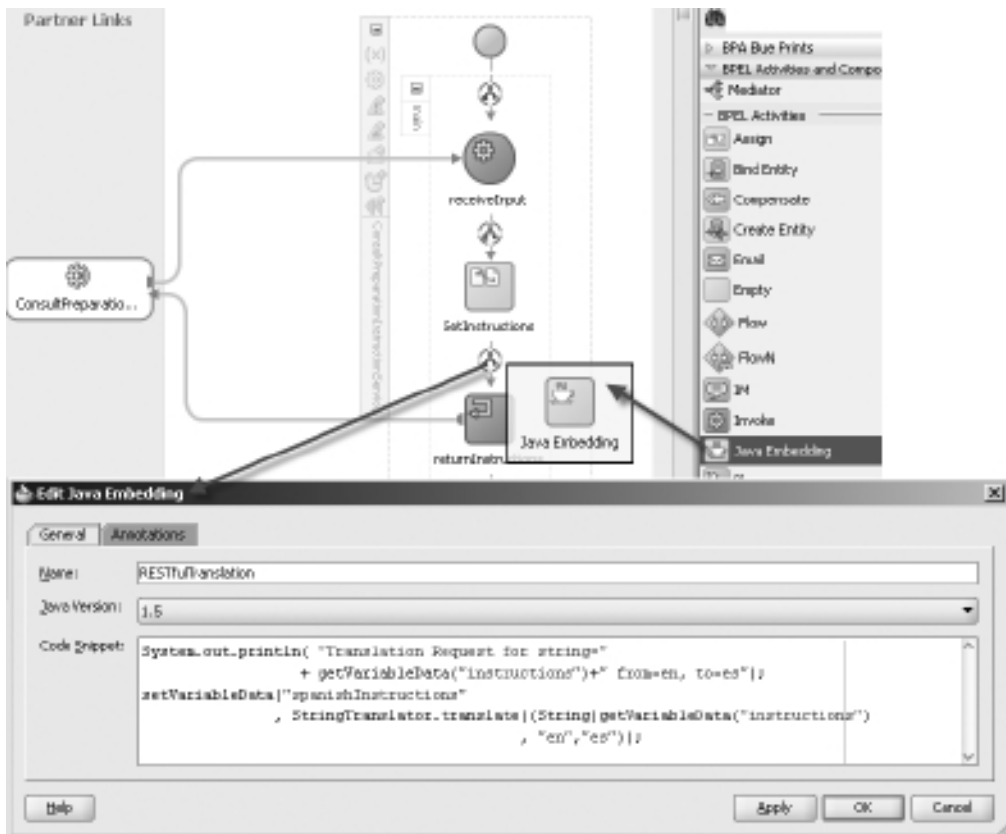 Partner Links
BPA Blue Prints
BPEL Activities and Compo
Mediator
BPEL Activities
Assign
Bind Entity
Compensate
Create Entity
Email
Empty
Flow
FlowN
IM
Invoke
Java Embedding
main
receiveInput
ConsultPreparatio...
GetInstructions
Java Embedding
Edit Java Embedding
General
Annotations
Name:
RESTfulTranslation
Java Version:
1.5
Code Snippet:
System.out.println( "Translation Request for string="
+ getVariableData("instructions")+" from=en, to=es");
setVariableData("spanishInstructions"
, StringTranslator.translate((String)getVariableData("instructions")
, "en","es"));
Help
Apply
OK
Cancel